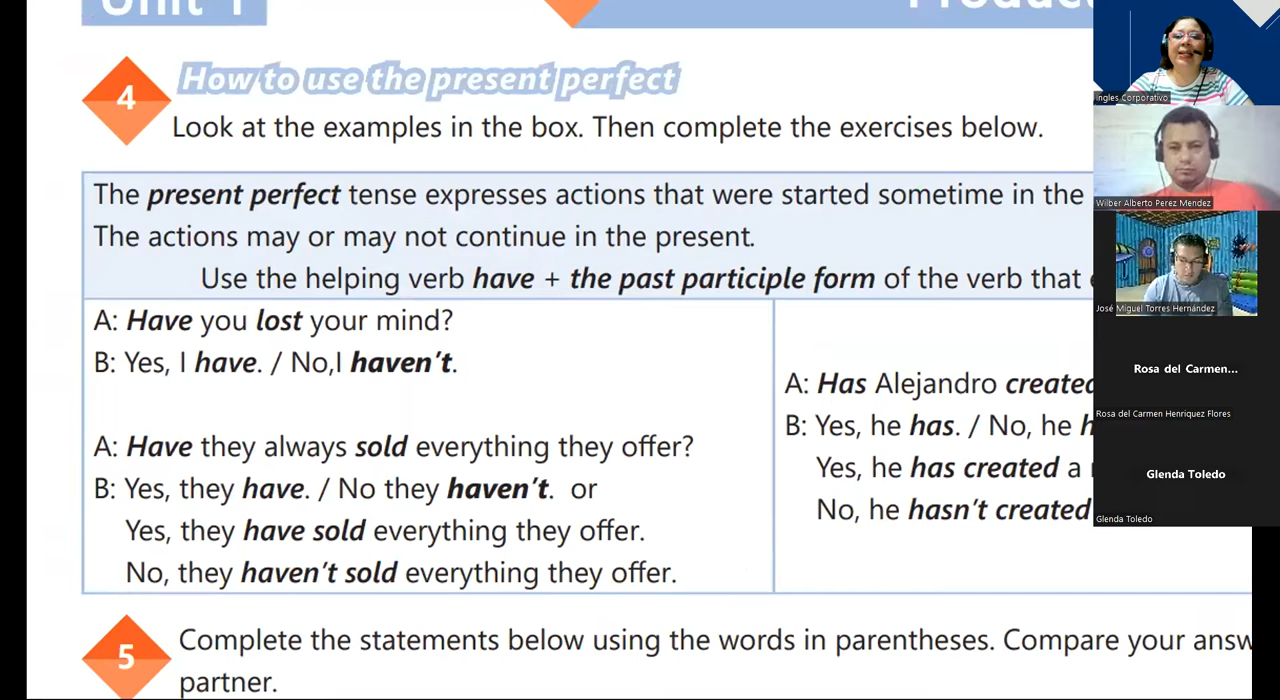 Unit 1
4
How to use the present perfect
Look at the examples in the box. Then complete the exercises below.
The present perfect tense expresses actions that were started sometime in the
The actions may or may not continue in the present.
Use the helping verb have + the past participle form of the verb that
A: Have you lost your mind?
B: Yes, I have. / No,I haven't.
A: Have they always sold everything they offer?
B: Yes, they have. / No they haven't. or
Yes, they have sold everything they offer.
No, they haven't sold everything they offer.
A: Has Alejandro created
B: Yes, he has. / No, he
Yes, he has created a
No, he hasn't created
5
Complete the statements below using the words in parentheses. Compare your answ
partner.
Ingles Corporativo
Wilber Alberto Perez Mendez
José Miguel Torres Hernández
Rosa del Carmen...
Rosa del Carmen Henriquez Flores
Glenda Toledo
Glenda Toledo